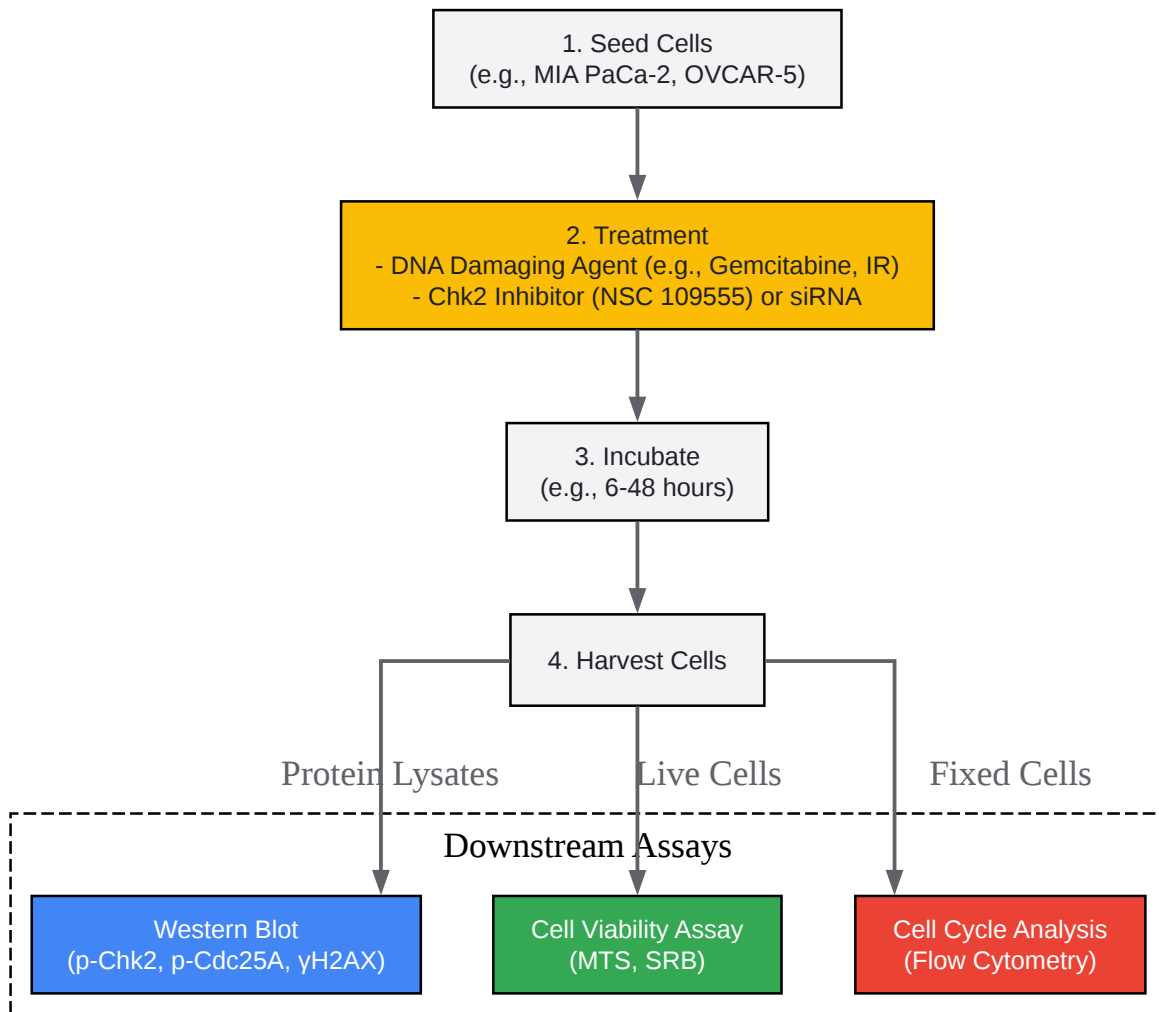 1. Seed Cells
(e.g., MIA PaCa-2, OVCAR-5)
2. Treatment
- DNA Damaging Agent (e.g., Gemcitabine, IR)
- Chk2 Inhibitor (NSC 109555) or siRNA
3. Incubate
(e.g., 6-48 hours)
4. Harvest Cells
Protein Lysates
Live Cells
Fixed Cells
Downstream Assays
Western Blot
(p-Chk2, p-Cdc25A, γH2AX)
Cell Viability Assay
(MTS, SRB)
Cell Cycle Analysis
(Flow Cytometry)